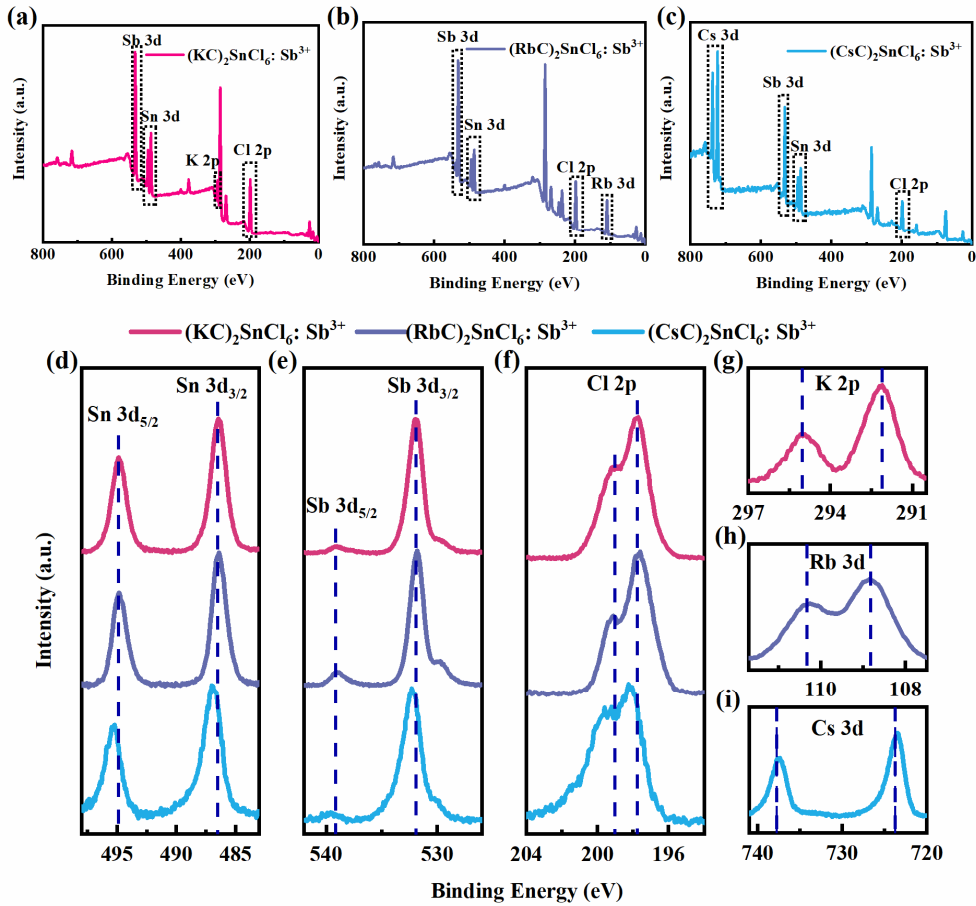 (a)
Sb 3d
(KC)₂SnCl₆: Sb³⁺
Sn 3d
K 2p
Cl 2p
Intensity (a.u.)
800 600 400 200 0
Binding Energy (eV)
(b)
Sb 3d
(RbC)₂SnCl₆: Sb³⁺
Sn 3d
Cl 2p
Rb 3d
Intensity (a.u.)
800 600 400 200 0
Binding Energy (eV)
(c)
Cs 3d
(CsC)₂SnCl₆: Sb³⁺
Sb 3d
Sn 3d
Cl 2p
Intensity (a.u.)
800 600 400 200 0
Binding Energy (eV)
(KC)₂SnCl₆: Sb³⁺ (RbC)₂SnCl₆: Sb³⁺ (CsC)₂SnCl₆: Sb³⁺
(d)
Sn 3d₃/₂
Sn 3d₅/₂
495 490 485
(e)
Sb 3d₃/₂
Sb 3d₅/₂
540 530
(f)
Cl 2p
204 200 196
(g)
K 2p
297 294 291
(h)
Rb 3d
110 108
(i)
Cs 3d
740 730 720
Intensity (a.u.)
Binding Energy (eV)